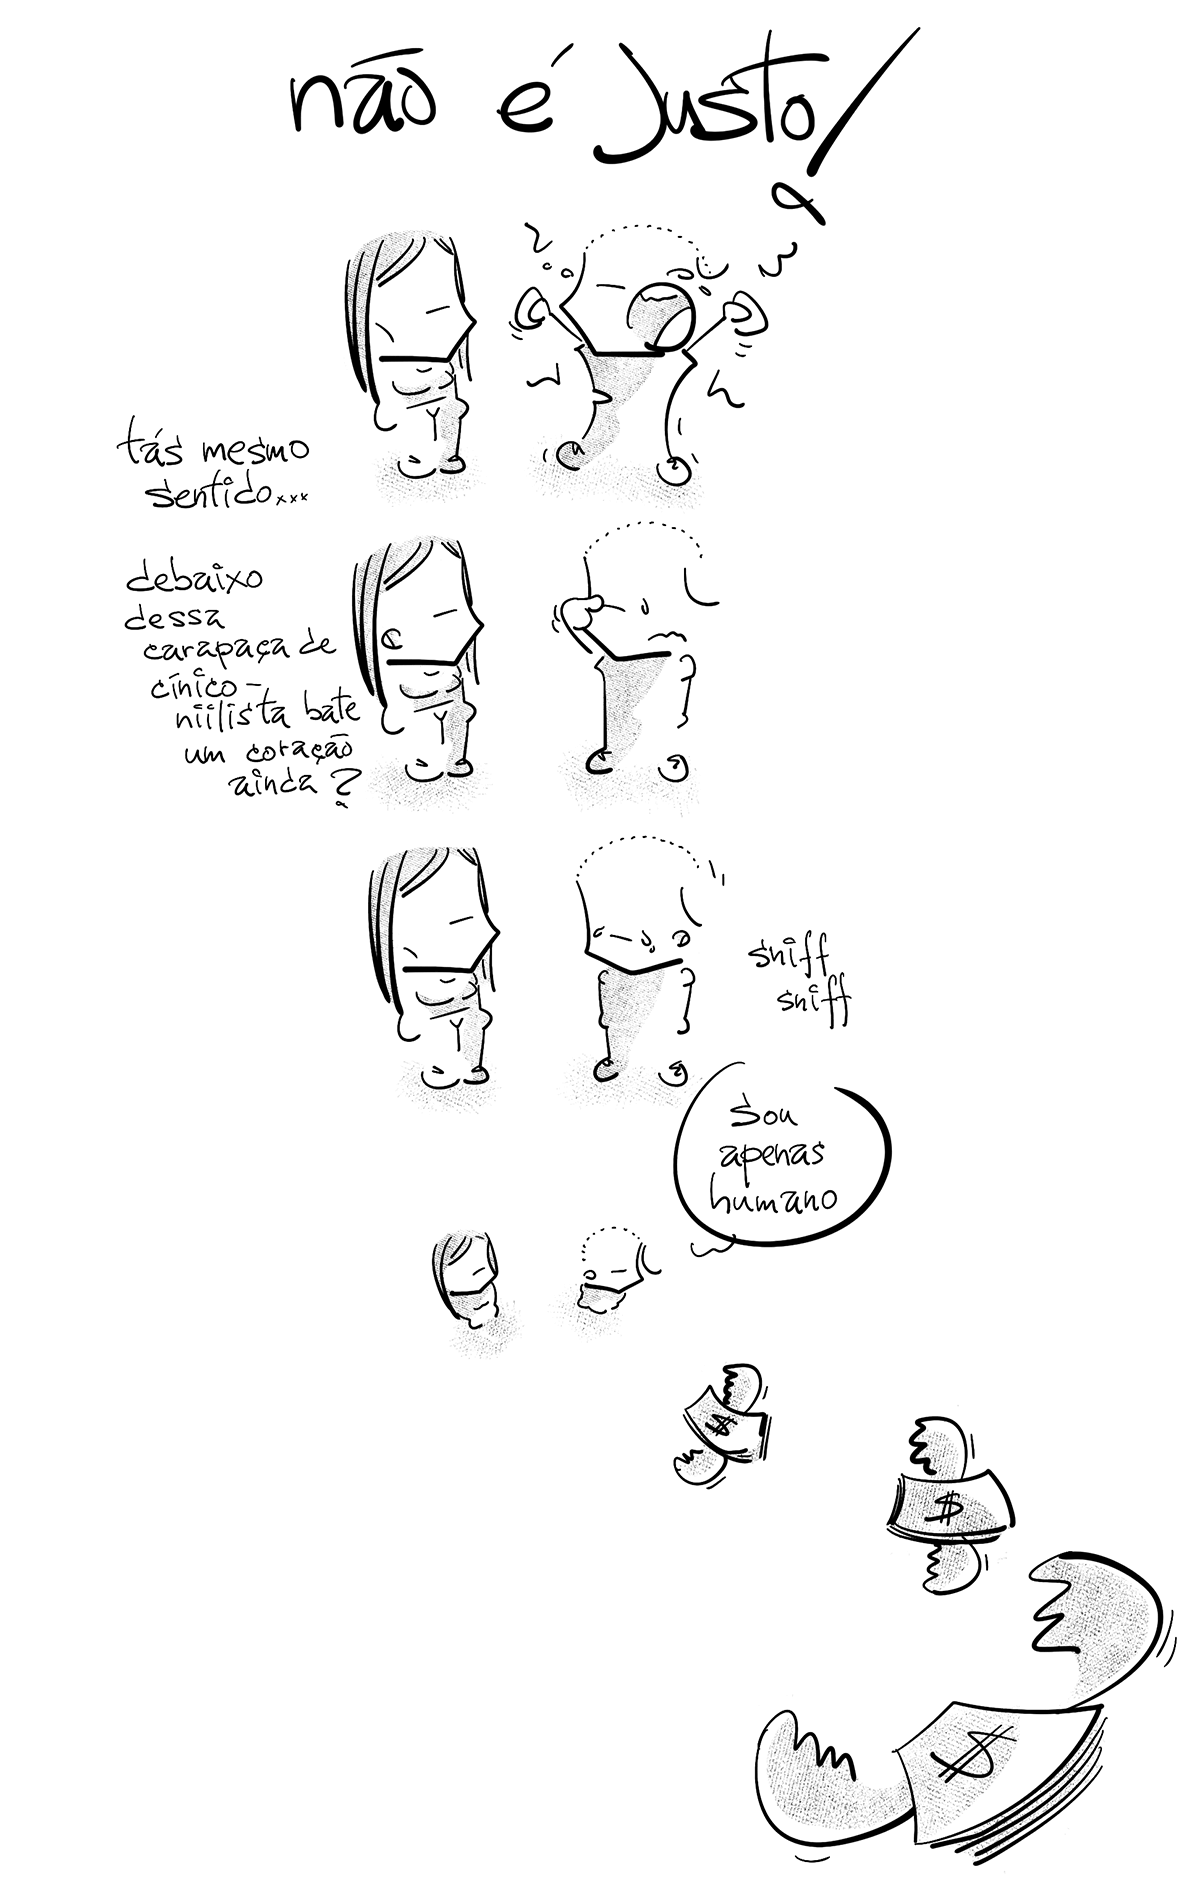 não é justo!
tás mesmo
sentido...
debaixo
dessa
carapaça de
cínico-
niilista bate
um coração
ainda?
sniff
sniff
sou
apenas
humano
$
$
$